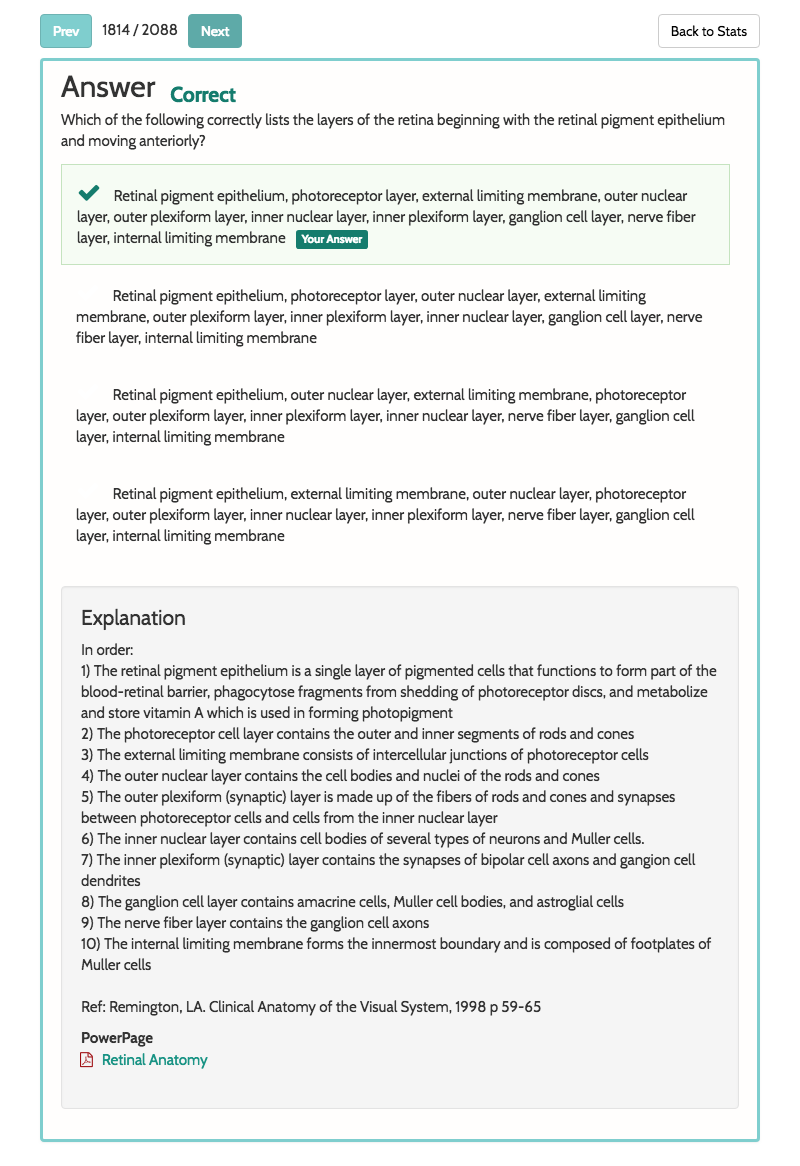 Prev 1814 / 2088 Next Back to Stats
Answer Correct
Which of the following correctly lists the layers of the retina beginning with the retinal pigment epithelium
and moving anteriorly?
Retinal pigment epithelium, photoreceptor layer, external limiting membrane, outer nuclear
layer, outer plexiform layer, inner nuclear layer, inner plexiform layer, ganglion cell layer, nerve fiber
layer, internal limiting membrane Your Answer
Retinal pigment epithelium, photoreceptor layer, outer nuclear layer, external limiting
membrane, outer plexiform layer, inner plexiform layer, inner nuclear layer, ganglion cell layer, nerve
fiber layer, internal limiting membrane
Retinal pigment epithelium, outer nuclear layer, external limiting membrane, photoreceptor
layer, outer plexiform layer, inner plexiform layer, inner nuclear layer, nerve fiber layer, ganglion cell
layer, internal limiting membrane
Retinal pigment epithelium, external limiting membrane, outer nuclear layer, photoreceptor
layer, outer plexiform layer, inner nuclear layer, inner plexiform layer, nerve fiber layer, ganglion cell
layer, internal limiting membrane
Explanation
In order:
1) The retinal pigment epithelium is a single layer of pigmented cells that functions to form part of the
blood-retinal barrier, phagocytose fragments from shedding of photoreceptor discs, and metabolize
and store vitamin A which is used in forming photopigment
2) The photoreceptor cell layer contains the outer and inner segments of rods and cones
3) The external limiting membrane consists of intercellular junctions of photoreceptor cells
4) The outer nuclear layer contains the cell bodies and nuclei of the rods and cones
5) The outer plexiform (synaptic) layer is made up of the fibers of rods and cones and synapses
between photoreceptor cells and cells from the inner nuclear layer
6) The inner nuclear layer contains cell bodies of several types of neurons and Muller cells.
7) The inner plexiform (synaptic) layer contains the synapses of bipolar cell axons and gangion cell
dendrites
8) The ganglion cell layer contains amacrine cells, Muller cell bodies, and astroglial cells
9) The nerve fiber layer contains the ganglion cell axons
10) The internal limiting membrane forms the innermost boundary and is composed of footplates of
Muller cells
Ref: Remington, LA. Clinical Anatomy of the Visual System, 1998 p 59-65
PowerPage
Retinal Anatomy